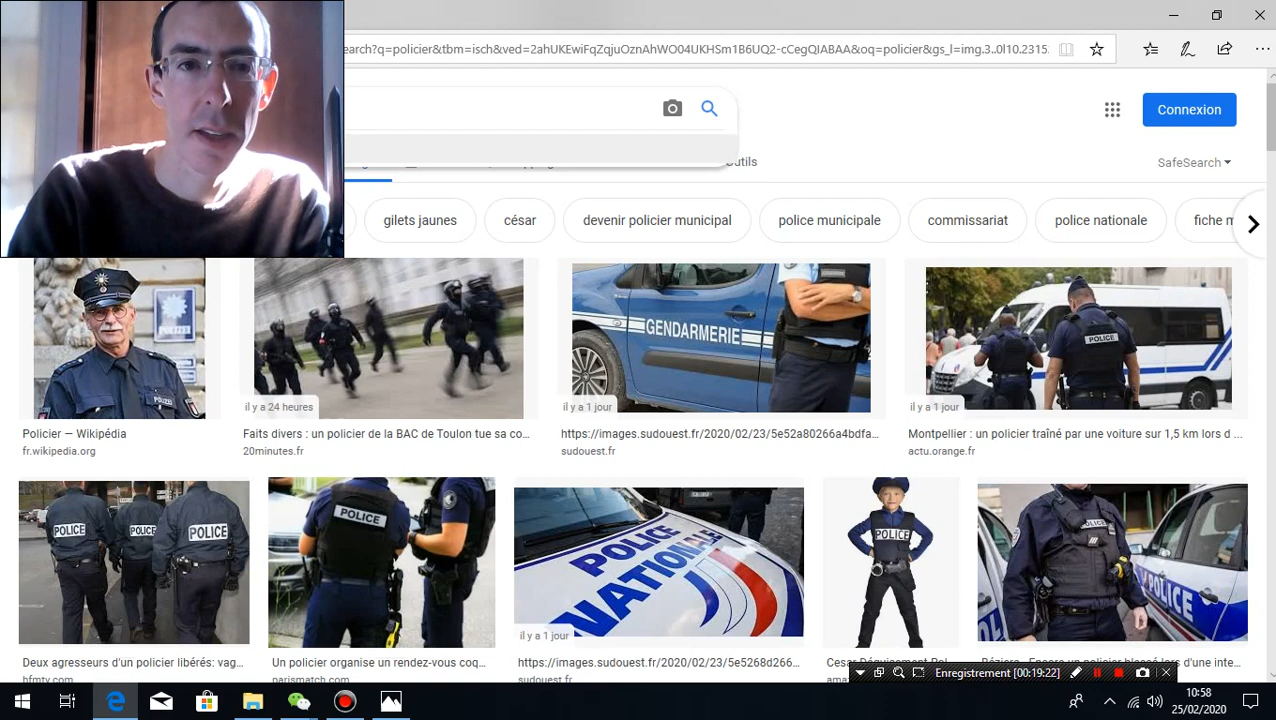 search?q=policier&tbm=isch&ved=2ahUKEwiFqZqjuOznAhWO04UKHSm1B6UQ2-cCegQIABAA&oq=policier&gs_l=img.3..0l10.2315
Connexion
Outils
SafeSearch
gilets jaunes
césar
devenir policier municipal
police municipale
commissariat
police nationale
fiche m
POLIZEI
POLIZEI
GENDARMERIE
POLICE
il y a 24 heures
il y a 1 jour
il y a 1 jour
Policier — Wikipédia
Faits divers : un policier de la BAC de Toulon tue sa co...
https://images.sudouest.fr/2020/02/23/5e52a80266a4bdfa...
Montpellier : un policier traîné par une voiture sur 1,5 km lors d ...
fr.wikipedia.org
20minutes.fr
sudouest.fr
actu.orange.fr
POLICE
POLICE
POLICE
POLICE
POLICE
NATIONALE
POLICE
POLICE
POLICE
il y a 1 jour
Deux agresseurs d'un policier libérés: vag...
Un policier organise un rendez-vous coq...
https://images.sudouest.fr/2020/02/23/5e5268d266...
bfmtv.com
parismatch.com
sudouest.fr
Enregistrement [00:19:22]
10:58
25/02/2020